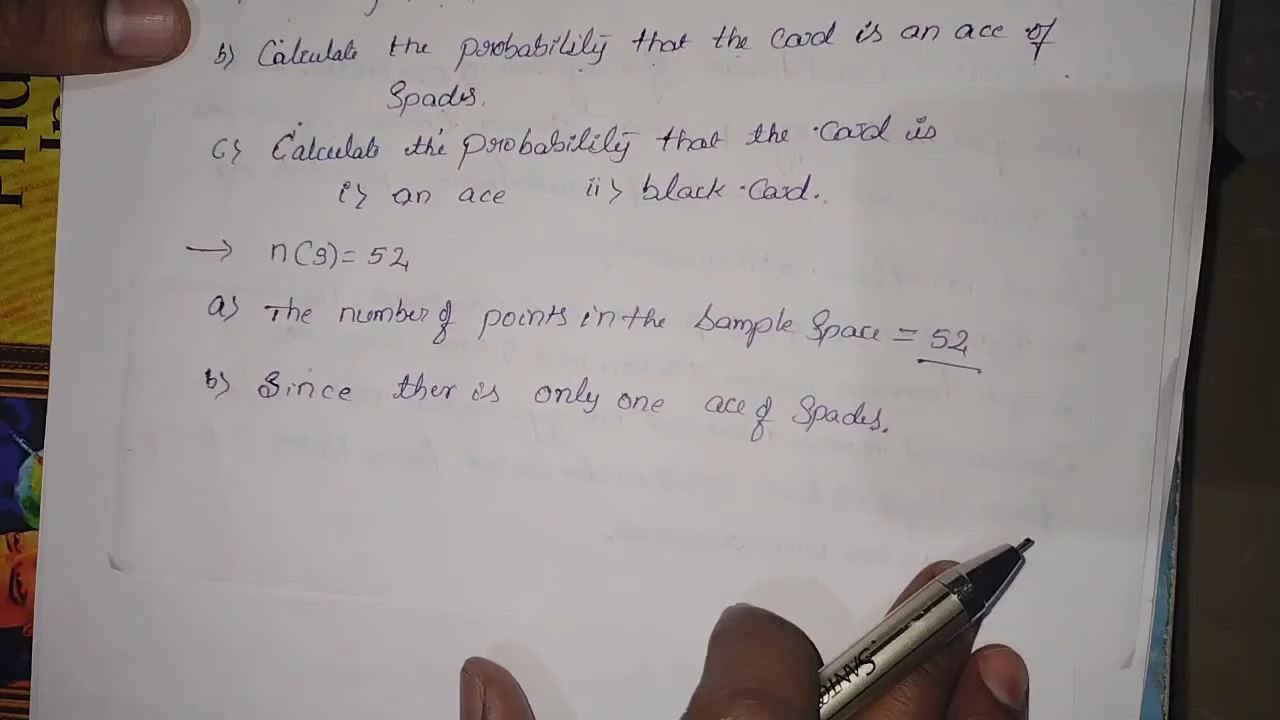 b) Calculate the probability that the card is an ace of
Spades.
c) Calculate the probability that the card is
i) an ace ii) black card.
→ n(S) = 52
a) The number of points in the Sample Space = 52
b) Since ther is only one ace of Spades.